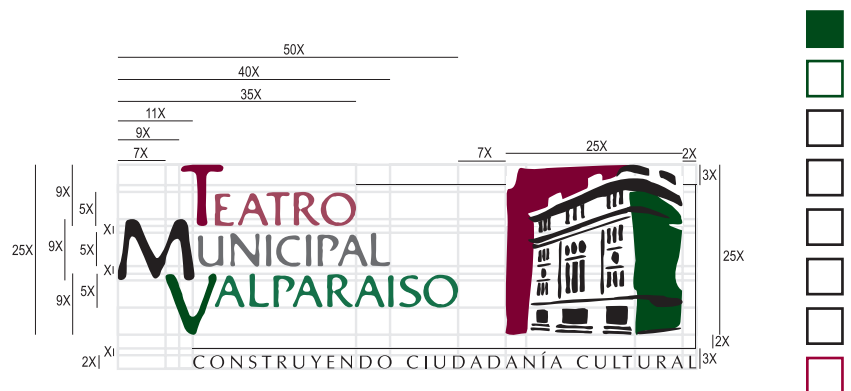 50X
40X
35X
11X
9X
7X
7X
25X
2X
3X
25X
9X
5X
X
9X
5X
X
9X
5X
25X
2X
X
2X
3X
TEATRO
MUNICIPAL
VALPARAISO
CONSTRUYENDO CIUDADANÍA CULTURAL